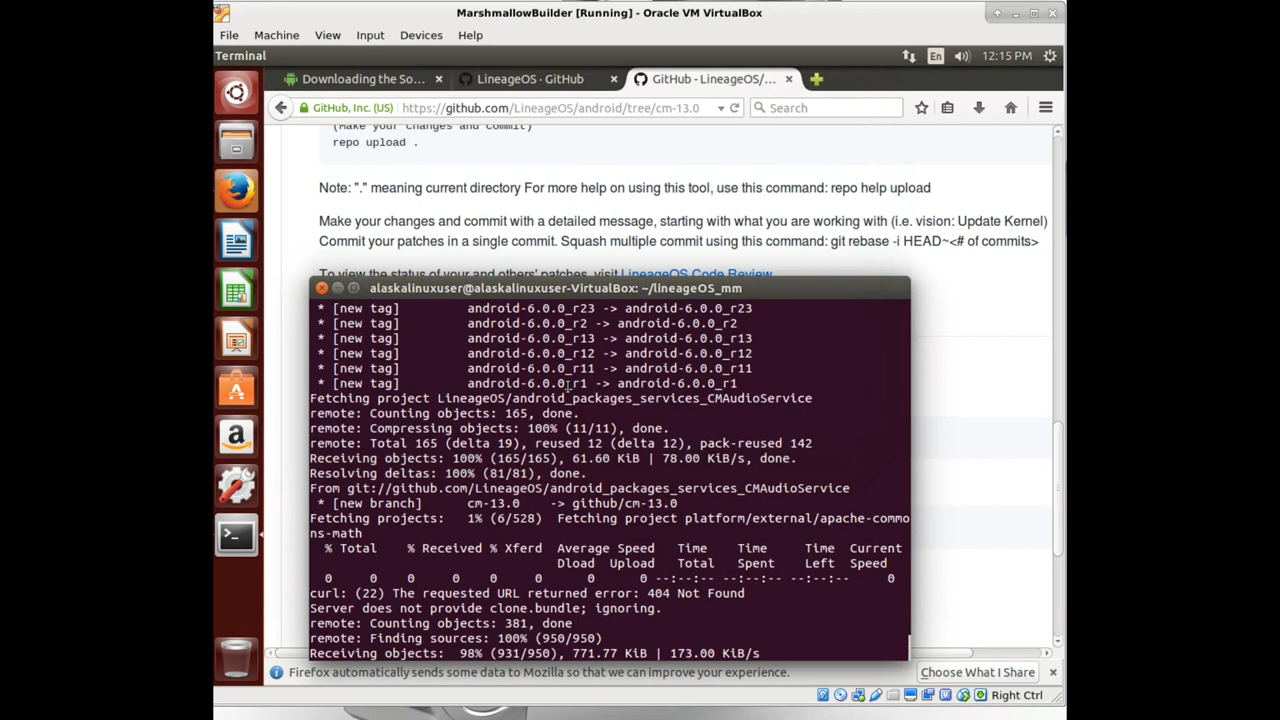 MarshmallowBuilder [Running] - Oracle VM VirtualBox
File Machine View Input Devices Help
Terminal
En
12:15 PM
Downloading the So...
LineageOS · GitHub
GitHub - LineageOS/...
GitHub, Inc. (US)
https://github.com/LineageOS/android/tree/cm-13.0
Search
(Make your changes and commit)
repo upload .
Note: "." meaning current directory For more help on using this tool, use this command: repo help upload
Make your changes and commit with a detailed message, starting with what you are working with (i.e. vision: Update Kernel)
Commit your patches in a single commit. Squash multiple commit using this command: git rebase -i HEAD~<# of commits>
To view the status of your and others' patches, visit LineageOS Code Review
alaskalinuxuser@alaskalinuxuser-VirtualBox: ~/lineageOS_mm
* [new tag]         android-6.0.0_r23 -> android-6.0.0_r23
* [new tag]         android-6.0.0_r2 -> android-6.0.0_r2
* [new tag]         android-6.0.0_r13 -> android-6.0.0_r13
* [new tag]         android-6.0.0_r12 -> android-6.0.0_r12
* [new tag]         android-6.0.0_r11 -> android-6.0.0_r11
* [new tag]         android-6.0.0_r1 -> android-6.0.0_r1
Fetching project LineageOS/android_packages_services_CMAudioService
remote: Counting objects: 165, done.
remote: Compressing objects: 100% (11/11), done.
remote: Total 165 (delta 19), reused 12 (delta 12), pack-reused 142
Receiving objects: 100% (165/165), 61.60 KiB | 78.00 KiB/s, done.
Resolving deltas: 100% (81/81), done.
From git://github.com/LineageOS/android_packages_services_CMAudioService
* [new branch]      cm-13.0    -> github/cm-13.0
Fetching projects:   1% (6/528)  Fetching project platform/external/apache-commo
ns-math
% Total    % Received % Xferd  Average Speed   Time    Time     Time  Current
Dload  Upload   Total   Spent    Left  Speed
0     0    0     0    0     0      0      0 --:--:-- --:--:-- --:--:--     0
curl: (22) The requested URL returned error: 404 Not Found
Server does not provide clone.bundle; ignoring.
remote: Counting objects: 381, done
remote: Finding sources: 100% (950/950)
Receiving objects:  98% (931/950), 771.77 KiB | 173.00 KiB/s
Firefox automatically sends some data to Mozilla so that we can improve your experience.
Choose What I Share
Right Ctrl